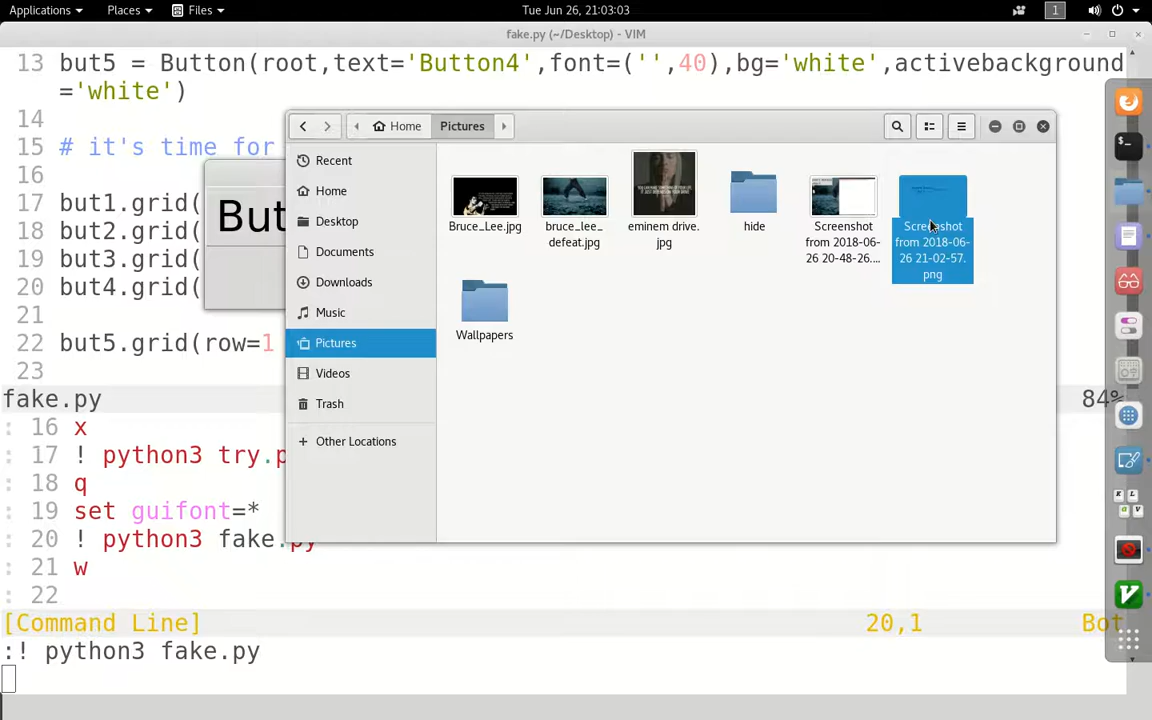 Applications
Places
Files
Tue Jun 26, 21:03:03
1
fake.py (~/Desktop) - VIM
13 but5 = Button(root,text='Button4',font=('',40),bg='white',activebackground
='white')
14
15 # it's time for
16
17 but1.grid(
18 but2.grid(
19 but3.grid(
20 but4.grid(
21
22 but5.grid(row=1
23
fake.py
84%
: 16 x
: 17 ! python3 try.p
: 18 q
: 19 set guifont=*
: 20 ! python3 fake.py
: 21 w
: 22
[Command Line]
20,1
Bot
:! python3 fake.py
But
Home
Pictures
Recent
Home
Desktop
Documents
Downloads
Music
Pictures
Videos
Trash
+ Other Locations
Bruce_Lee.jpg
bruce_lee_
defeat.jpg
eminem drive.
jpg
hide
Screenshot
from 2018-06-
26 20-48-26....
Screenshot
from 2018-06-
26 21-02-57.
png
Wallpapers